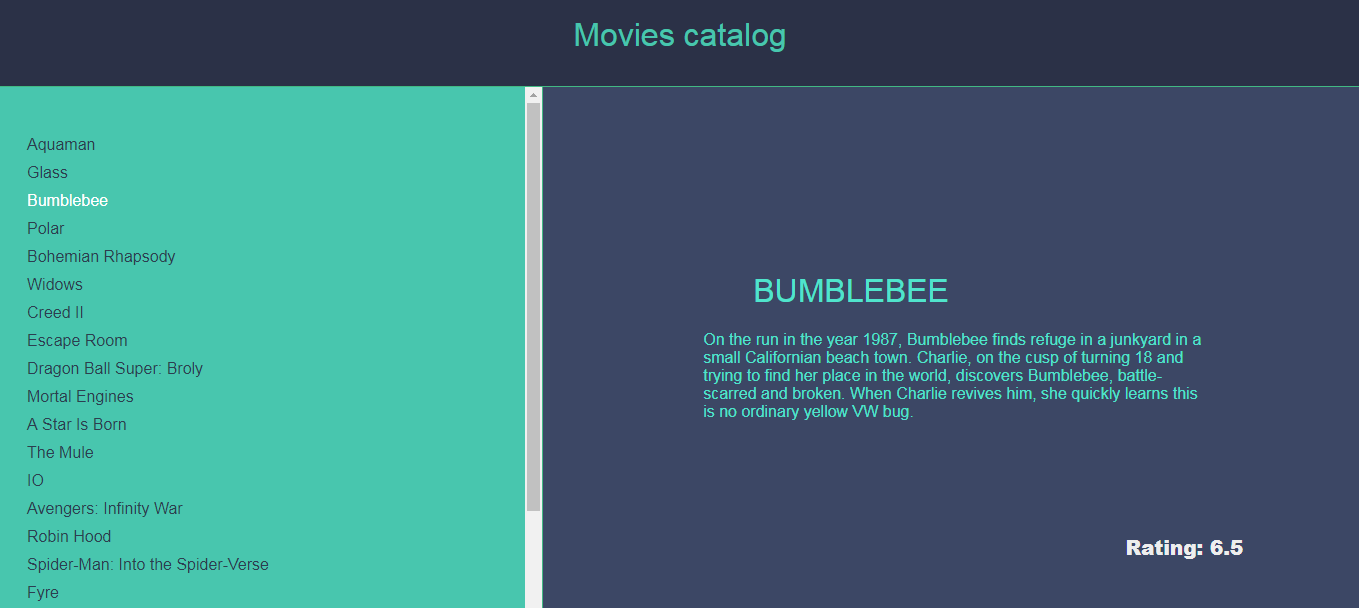 Movies catalog
Aquaman
Glass
Bumblebee
Polar
Bohemian Rhapsody
Widows
Creed II
Escape Room
Dragon Ball Super: Broly
Mortal Engines
A Star Is Born
The Mule
IO
Avengers: Infinity War
Robin Hood
Spider-Man: Into the Spider-Verse
Fyre
BUMBLEBEE
On the run in the year 1987, Bumblebee finds refuge in a junkyard in a
small Californian beach town. Charlie, on the cusp of turning 18 and
trying to find her place in the world, discovers Bumblebee, battle-
scarred and broken. When Charlie revives him, she quickly learns this
is no ordinary yellow VW bug.
Rating: 6.5